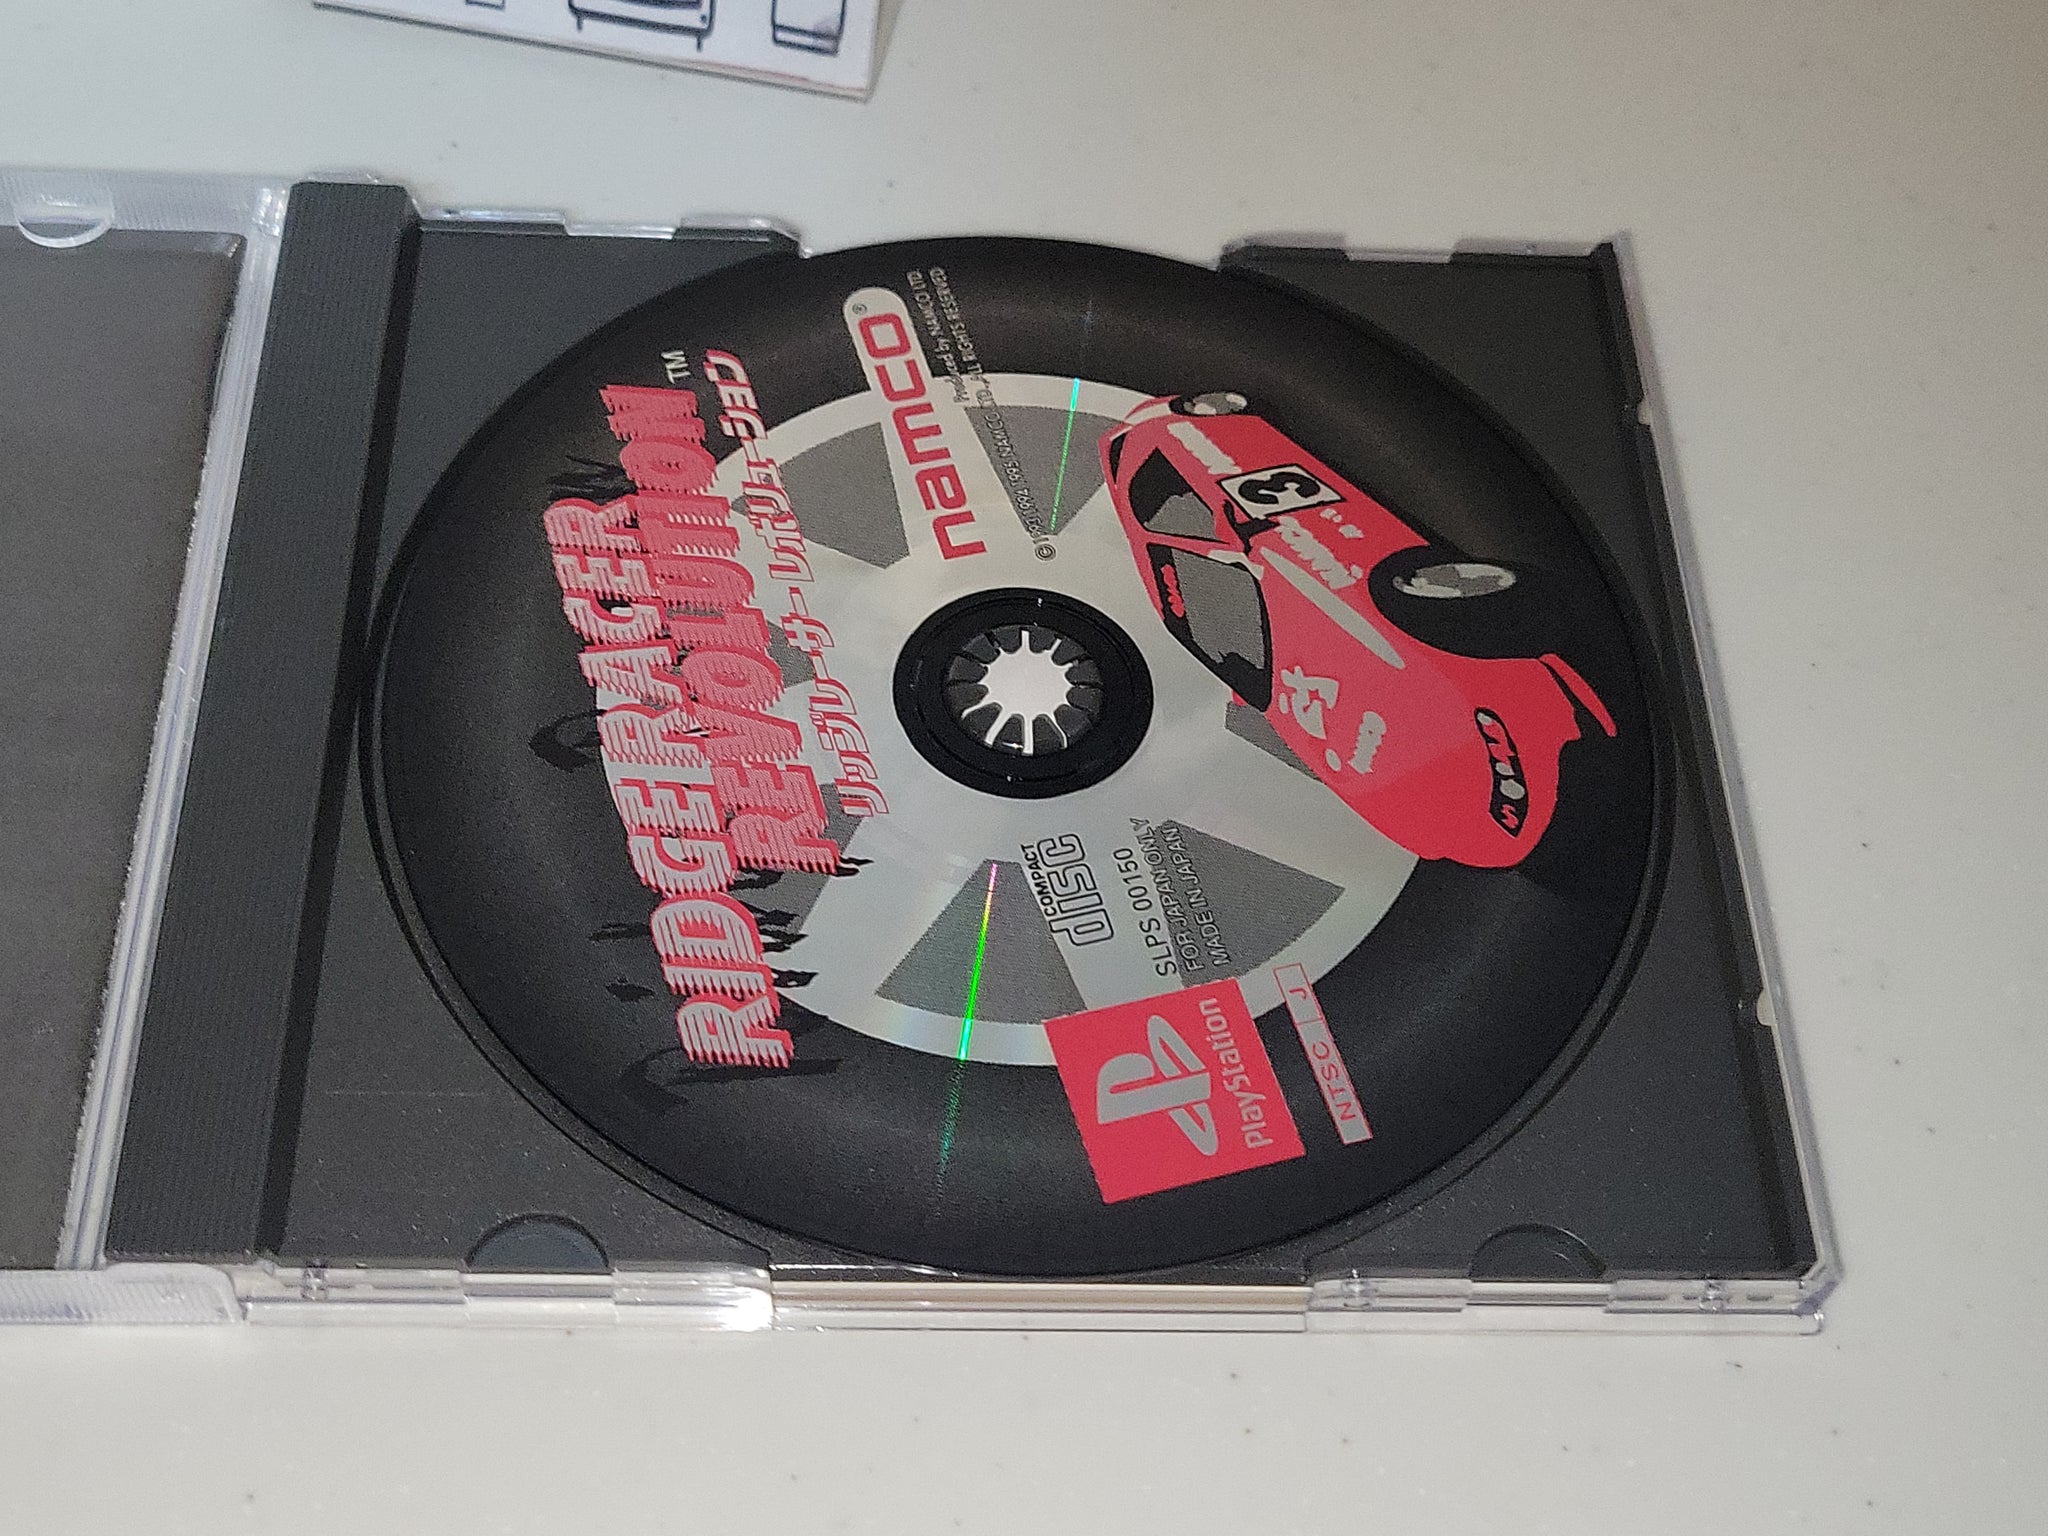 RIDGE RACER
REVOLUTION™
リッジレーサー レボリューション
namco®
Produced by NAMCO LTD.
©1993 1994 1995 NAMCO LTD., ALL RIGHTS RESERVED
COMPACT
disc
SLPS 00150
FOR JAPAN ONLY
MADE IN JAPAN
PlayStation
NTSC J
3